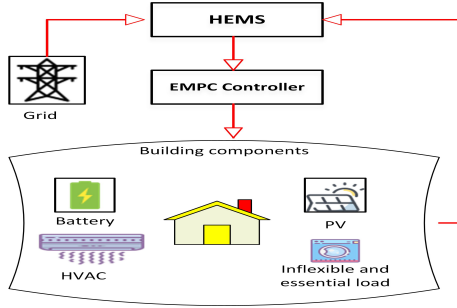 HEMS
EMPC Controller
Grid
Building components
Battery
PV
HVAC
Inflexible and
essential load